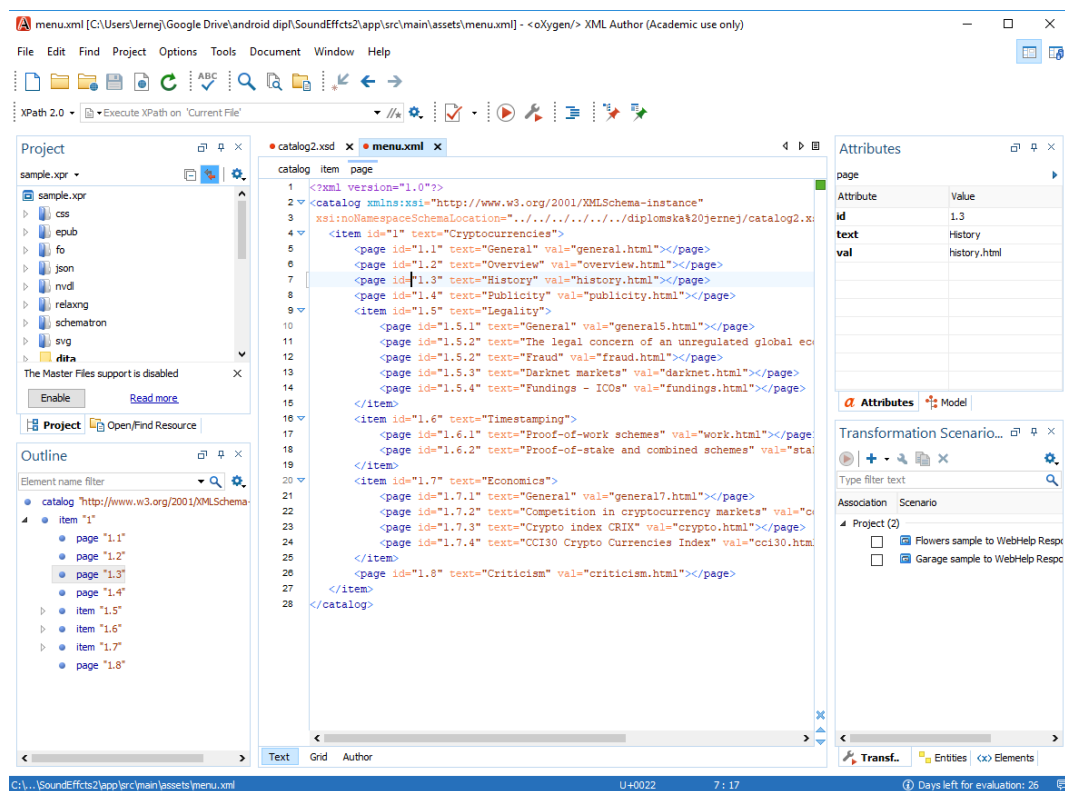 menu.xml [C:\Users\Jernej\Google Drive\android dipl\SoundEffcts2\app\src\main\assets\menu.xml] - <oXygen/> XML Author (Academic use only)
File Edit Find Project Options Tools Document Window Help
ABC
XPath 2.0 Execute XPath on 'Current File'
Project
sample.xpr
sample.xpr
css
epub
fo
json
nvdl
relaxng
schematron
svg
dita
The Master Files support is disabled
Enable Read more
Project Open/Find Resource
Outline
Element name filter
catalog "http://www.w3.org/2001/XMLSchema-
item "1"
page "1.1"
page "1.2"
page "1.3"
page "1.4"
item "1.5"
item "1.6"
item "1.7"
page "1.8"
catalog2.xsd menu.xml
catalog item page
1 <?xml version="1.0"?>
2 <catalog xmlns:xsi="http://www.w3.org/2001/XMLSchema-instance"
3 xsi:noNamespaceSchemaLocation="../../../../../../diplomska%20jernej/catalog2.x
4 <item id="1" text="Cryptocurrencies">
5 <page id="1.1" text="General" val="general.html"></page>
6 <page id="1.2" text="Overview" val="overview.html"></page>
7 <page id="1.3" text="History" val="history.html"></page>
8 <page id="1.4" text="Publicity" val="publicity.html"></page>
9 <item id="1.5" text="Legality">
10 <page id="1.5.1" text="General" val="general5.html"></page>
11 <page id="1.5.2" text="The legal concern of an unregulated global eco
12 <page id="1.5.2" text="Fraud" val="fraud.html"></page>
13 <page id="1.5.3" text="Darknet markets" val="darknet.html"></page>
14 <page id="1.5.4" text="Fundings - ICOs" val="fundings.html"></page>
15 </item>
16 <item id="1.6" text="Timestamping">
17 <page id="1.6.1" text="Proof-of-work schemes" val="work.html"></page
18 <page id="1.6.2" text="Proof-of-stake and combined schemes" val="sta
19 </item>
20 <item id="1.7" text="Economics">
21 <page id="1.7.1" text="General" val="general7.html"></page>
22 <page id="1.7.2" text="Competition in cryptocurrency markets" val="c
23 <page id="1.7.3" text="Crypto index CRIX" val="crypto.html"></page>
24 <page id="1.7.4" text="CCI30 Crypto Currencies Index" val="cci30.htm
25 </item>
26 <page id="1.8" text="Criticism" val="criticism.html"></page>
27 </item>
28 </catalog>
Text Grid Author
Attributes
page
Attribute Value
id 1.3
text History
val history.html
Attributes Model
Transformation Scenario...
Type filter text
Association Scenario
Project (2)
Flowers sample to WebHelp Respo
Garage sample to WebHelp Respo
Transf.. Entities <x> Elements
C:\...\SoundEffcts2\app\src\main\assets\menu.xml U+0022 7 : 17 Days left for evaluation: 26